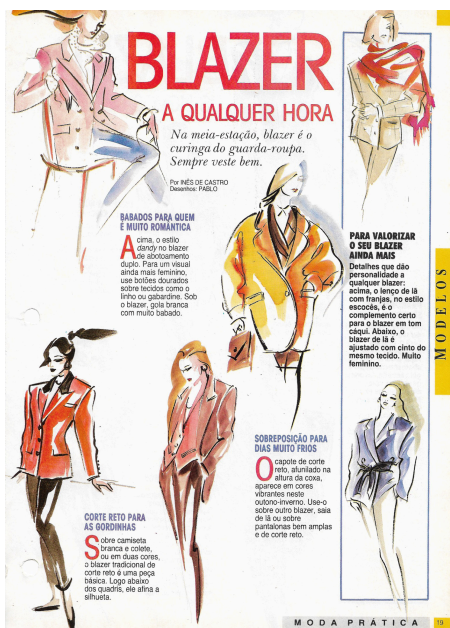 BLAZER
A QUALQUER HORA
Na meia-estação, blazer é o
curinga do guarda-roupa.
Sempre veste bem.
Por INÊS DE CASTRO
Desenhos: PABLO
BABADOS PARA QUEM
É MUITO ROMÂNTICA
Acima, o estilo
dandy no blazer
de abotoamento
duplo. Para um visual
ainda mais feminino,
use botões dourados
sobre tecidos como o
linho ou gabardine. Sob
o blazer, gola branca
com muito babado.
CORTE RETO PARA
AS GORDINHAS
Sobre camiseta
branca e colete,
ou em duas cores,
o blazer tradicional de
corte reto é uma peça
básica. Logo abaixo
dos quadris, ele afina a
silhueta.
SOBREPOSIÇÃO PARA
DIAS MUITO FRIOS
O capote de corte
reto, afunilado na
altura da coxa,
aparece em cores
vibrantes neste
outono-inverno. Use-o
sobre outro blazer, saia
de lã ou sobre
pantalonas bem amplas
e de corte reto.
PARA VALORIZAR
O SEU BLAZER
AINDA MAIS
Detalhes que dão
personalidade a
qualquer blazer:
acima, o lenço de lã
com franjas, no estilo
escocês, é o
complemento certo
para o blazer em tom
cáqui. Abaixo, o
blazer de lã é
ajustado com cinto do
mesmo tecido. Muito
feminino.
MODELOS
MODA PRÁTICA 19